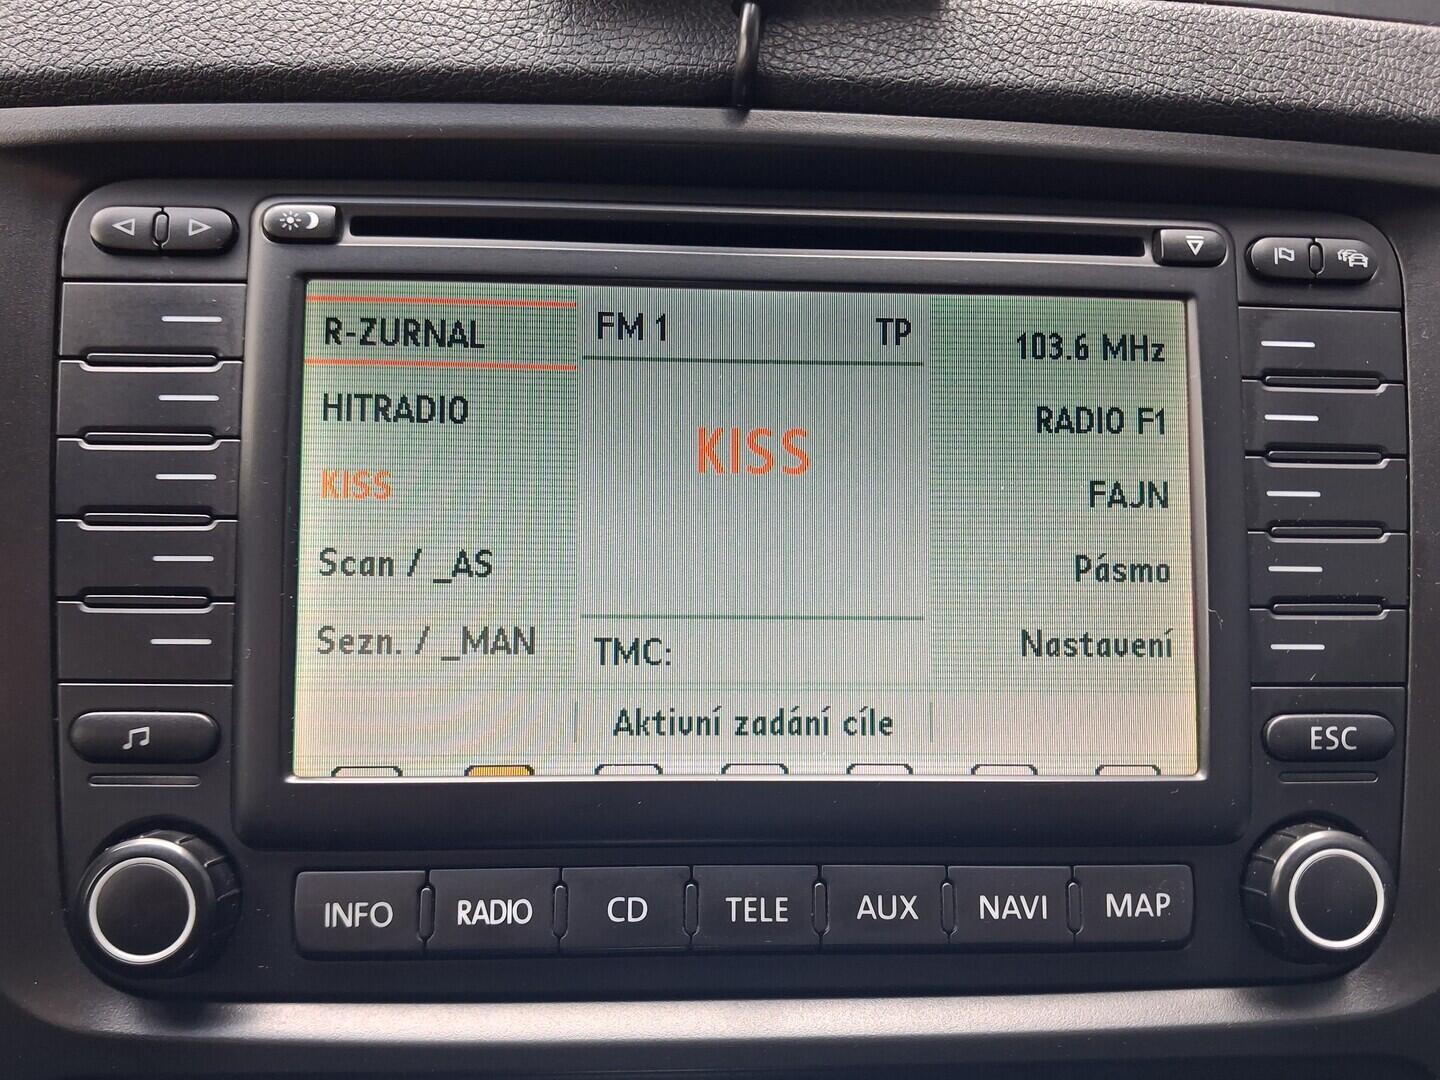 R-ZURNAL
HITRADIO
KISS
Scan / _AS
Sezn. / _MAN
FM 1 TP
KISS
TMC:
Aktivní zadání cíle
103.6 MHz
RADIO F1
FAJN
Pásmo
Nastavení
ESC
INFO RADIO CD TELE AUX NAVI MAP